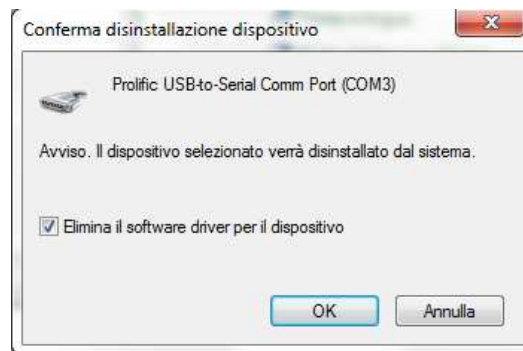 Conferma disinstallazione dispositivo
Prolific USB-to-Serial Comm Port (COM3)
Avviso. Il dispositivo selezionato verrà disinstallato dal sistema.
Elimina il software driver per il dispositivo
OK
Annulla